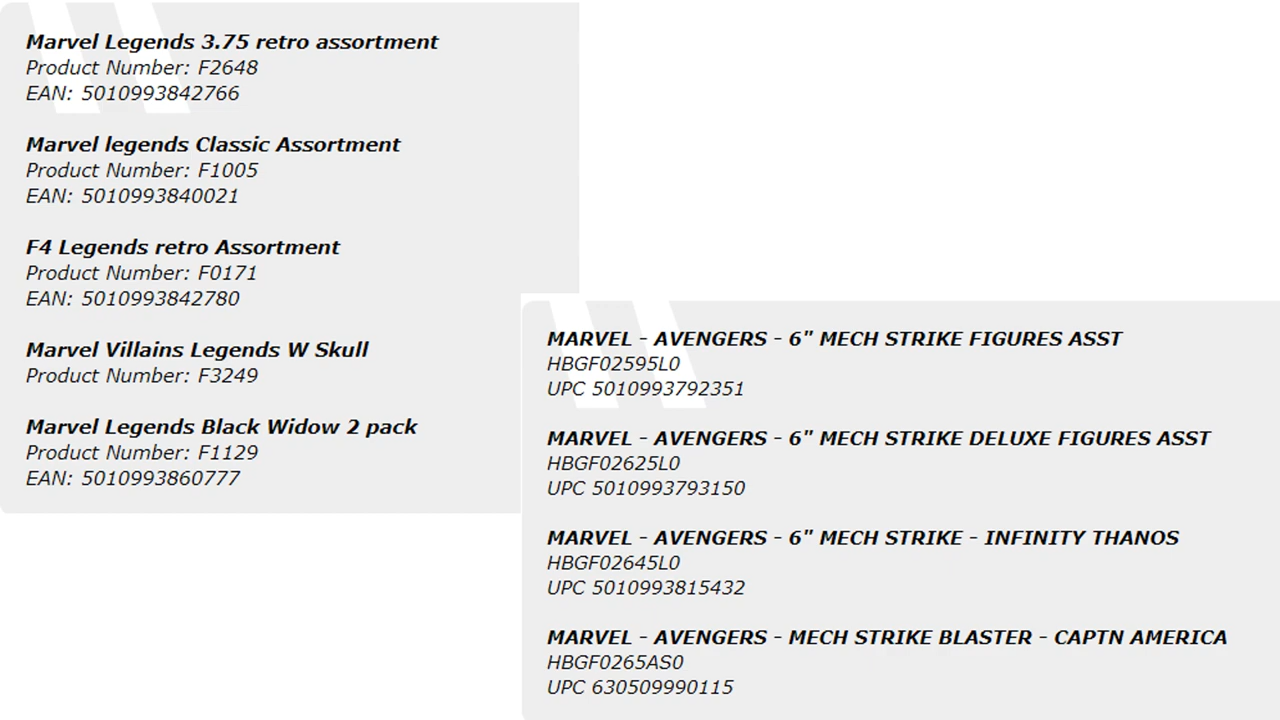 Marvel Legends 3.75 retro assortment
Product Number: F2648
EAN: 5010993842766
Marvel legends Classic Assortment
Product Number: F1005
EAN: 5010993840021
F4 Legends retro Assortment
Product Number: F0171
EAN: 5010993842780
Marvel Villains Legends W Skull
Product Number: F3249
Marvel Legends Black Widow 2 pack
Product Number: F1129
EAN: 5010993860777
MARVEL - AVENGERS - 6" MECH STRIKE FIGURES ASST
HBGF02595L0
UPC 5010993792351
MARVEL - AVENGERS - 6" MECH STRIKE DELUXE FIGURES ASST
HBGF02625L0
UPC 5010993793150
MARVEL - AVENGERS - 6" MECH STRIKE - INFINITY THANOS
HBGF02645L0
UPC 5010993815432
MARVEL - AVENGERS - MECH STRIKE BLASTER - CAPTN AMERICA
HBGF0265AS0
UPC 630509990115